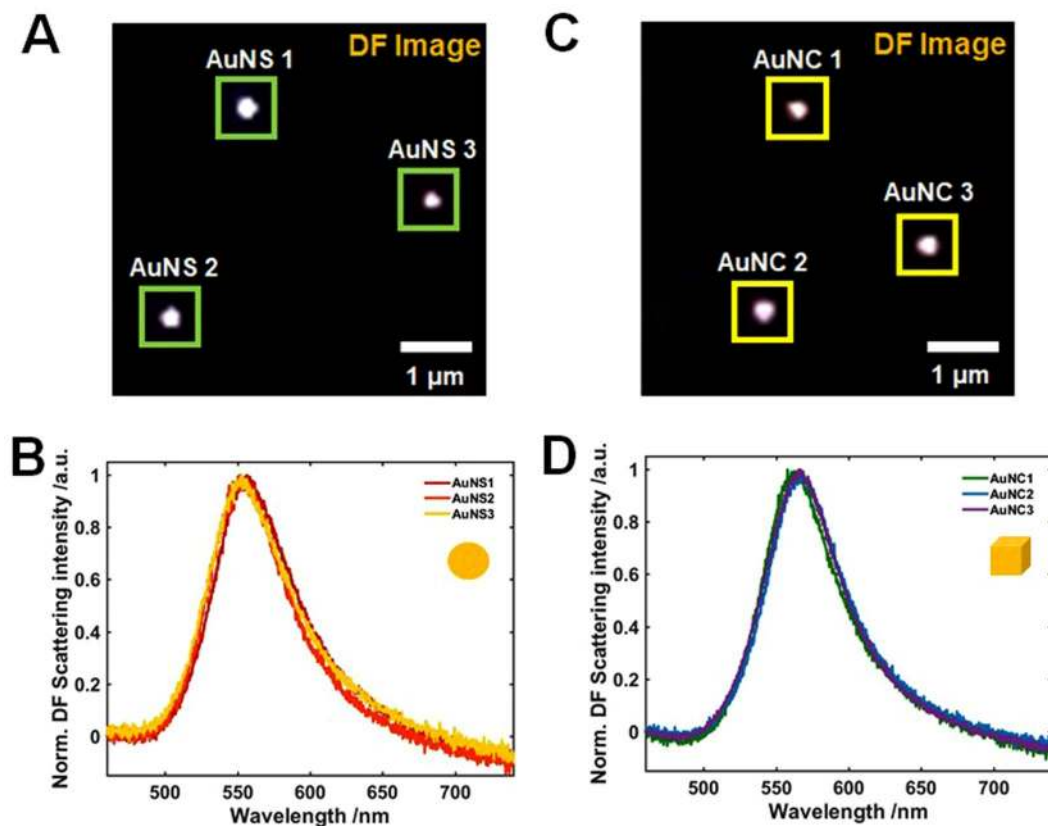 A
DF Image
AuNS 1
AuNS 3
AuNS 2
1 µm
C
DF Image
AuNC 1
AuNC 3
AuNC 2
1 µm
B
Norm. DF Scattering intensity /a.u.
1
0.8
0.6
0.4
0.2
0
AuNS1
AuNS2
AuNS3
500 550 600 650 700
Wavelength /nm
D
Norm. DF Scattering intensity /a.u.
1
0.8
0.6
0.4
0.2
0
AuNC1
AuNC2
AuNC3
500 550 600 650 700
Wavelength /nm